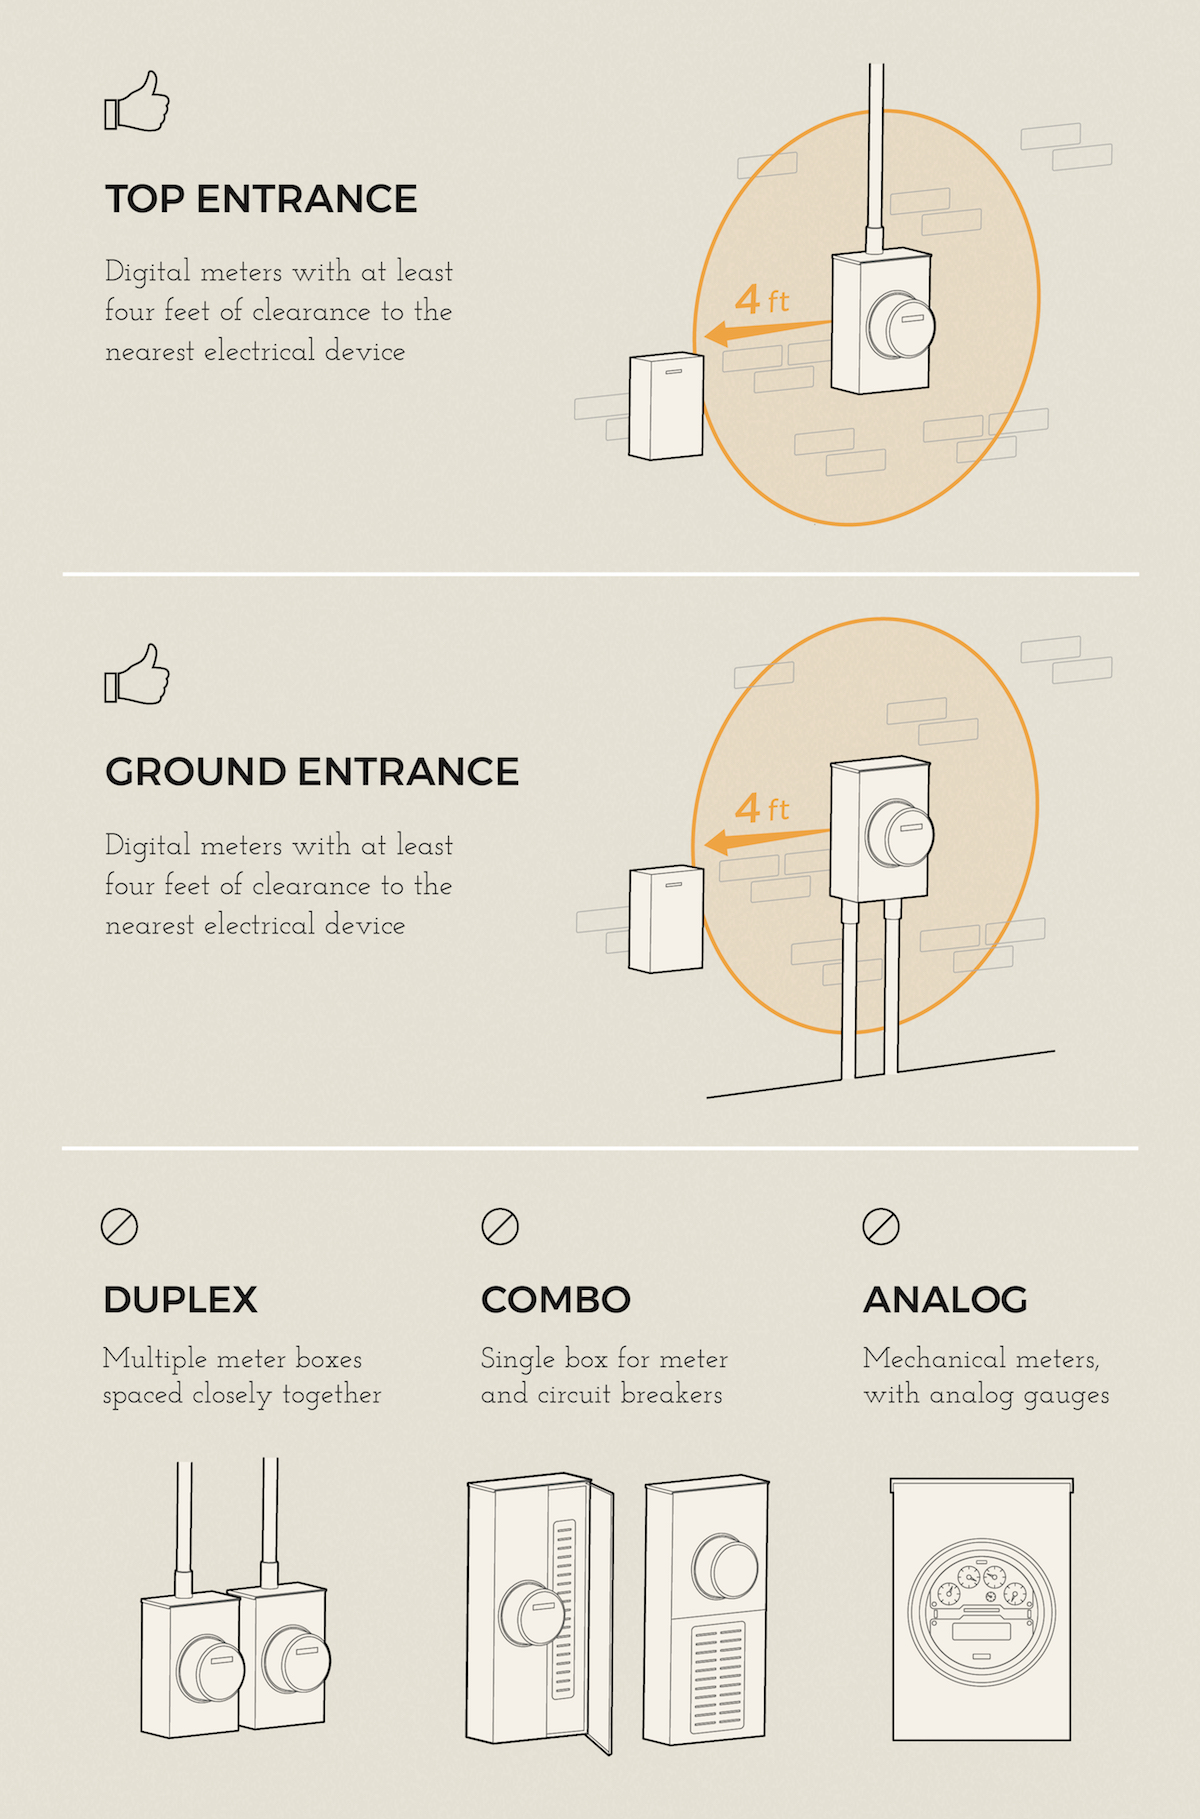 TOP ENTRANCE
Digital meters with at least
four feet of clearance to the
nearest electrical device
4 ft
GROUND ENTRANCE
Digital meters with at least
four feet of clearance to the
nearest electrical device
4 ft
DUPLEX
Multiple meter boxes
spaced closely together
COMBO
Single box for meter
and circuit breakers
ANALOG
Mechanical meters,
with analog gauges